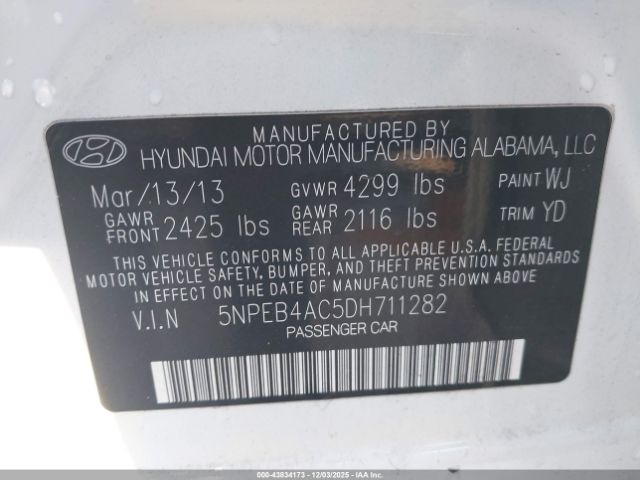 MANUFACTURED BY
HYUNDAI MOTOR MANUFACTURING ALABAMA, LLC
Mar/13/13 GVWR 4299 lbs PAINT WJ
GAWR FRONT 2425 lbs GAWR REAR 2116 lbs TRIM YD
THIS VEHICLE CONFORMS TO ALL APPLICABLE U.S.A. FEDERAL
MOTOR VEHICLE SAFETY, BUMPER, AND THEFT PREVENTION
STANDARDS IN EFFECT ON THE DATE OF MANUFACTURE SHOWN ABOVE.
V.I.N 5NPEB4AC5DH711282
PASSENGER CAR
000-43834173 - 12/03/2025 - © IAA Holdings, LLC